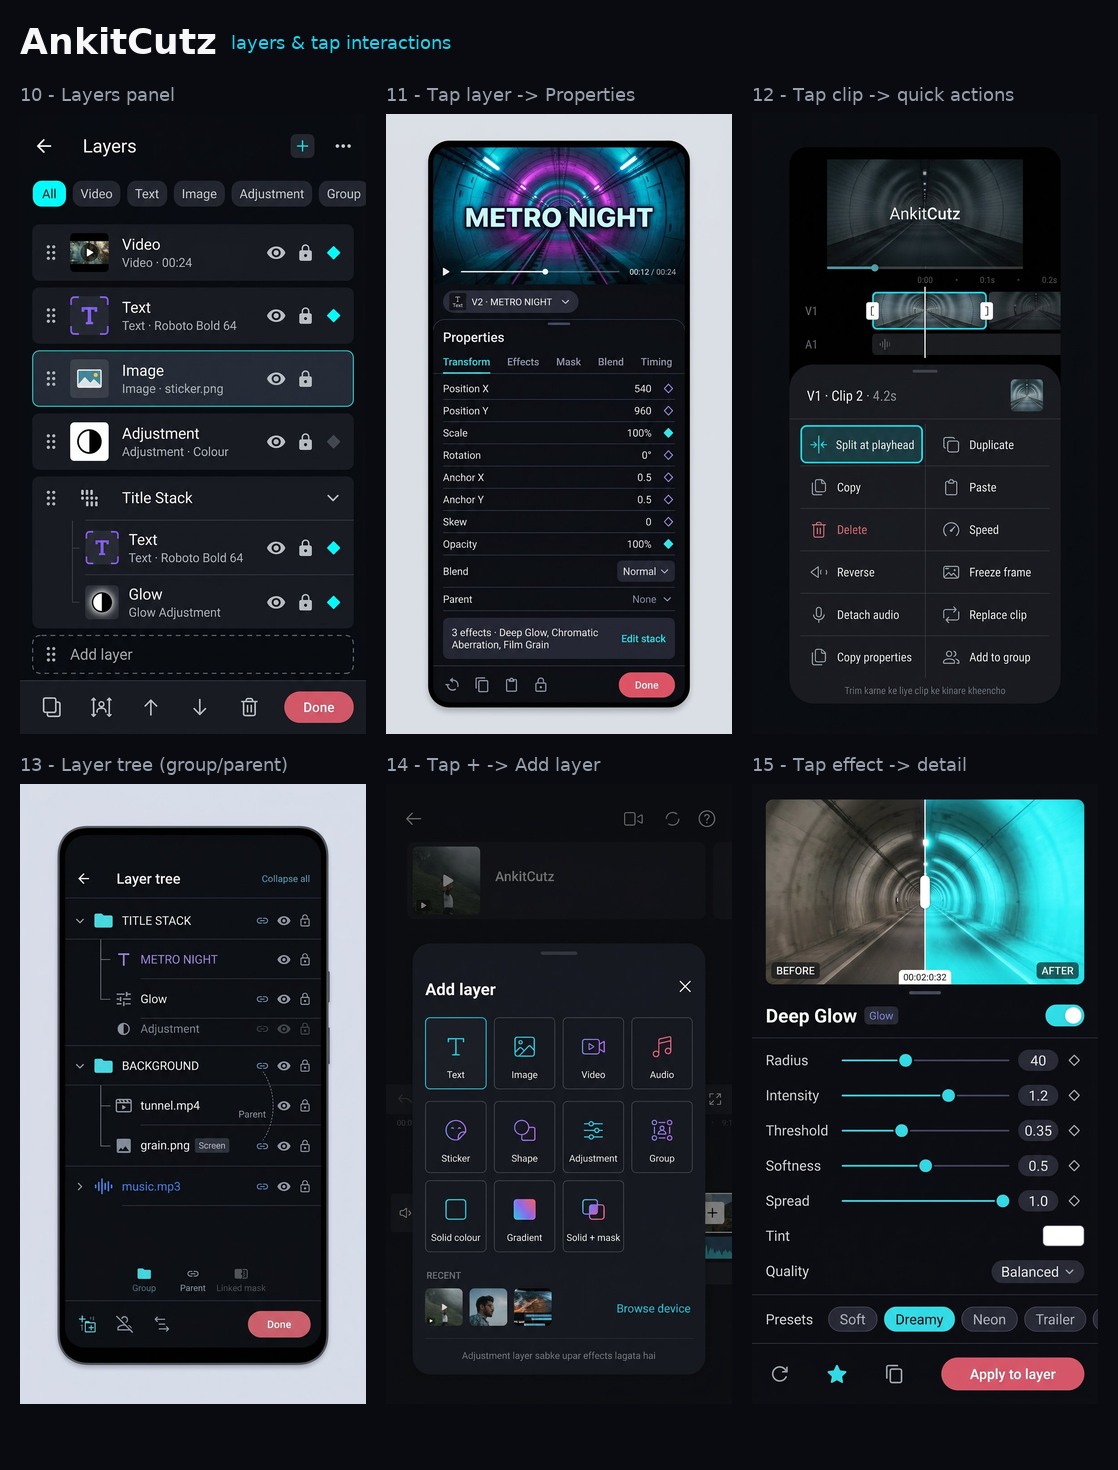 AnkitCutz layers & tap interactions
10 - Layers panel
Layers
All Video Text Image Adjustment Group
Video
Video · 00:24
Text
Text · Roboto Bold 64
Image
Image · sticker.png
Adjustment
Adjustment · Colour
Title Stack
Text
Text · Roboto Bold 64
Glow
Glow Adjustment
Add layer
Done
11 - Tap layer -> Properties
METRO NIGHT
00:12 / 00:24
Text
V2 · METRO NIGHT
Properties
Transform Effects Mask Blend Timing
Position X 540
Position Y 960
Scale 100%
Rotation 0°
Anchor X 0.5
Anchor Y 0.5
Skew 0
Opacity 100%
Blend Normal
Parent None
3 effects · Deep Glow, Chromatic
Aberration, Film Grain
Edit stack
Done
12 - Tap clip -> quick actions
AnkitCutz
0:00 0:1s 0:2s
V1
A1
V1 · Clip 2 · 4.2s
Split at playhead Duplicate
Copy Paste
Delete Speed
Reverse Freeze frame
Detach audio Replace clip
Copy properties Add to group
Trim karne ke liye clip ke kinare kheencho
13 - Layer tree (group/parent)
Layer tree Collapse all
TITLE STACK
METRO NIGHT
Glow
Adjustment
BACKGROUND
tunnel.mp4
Parent
grain.png Screen
music.mp3
Group Parent Linked mask
Done
14 - Tap + -> Add layer
AnkitCutz
Add layer
Text Image Video Audio
Sticker Shape Adjustment Group
Solid colour Gradient Solid + mask
RECENT
Browse device
Adjustment layer sabke upar effects lagata hai
15 - Tap effect -> detail
BEFORE AFTER
00:02:0:32
Deep Glow Glow
Radius 40
Intensity 1.2
Threshold 0.35
Softness 0.5
Spread 1.0
Tint
Quality Balanced
Presets Soft Dreamy Neon Trailer
Apply to layer